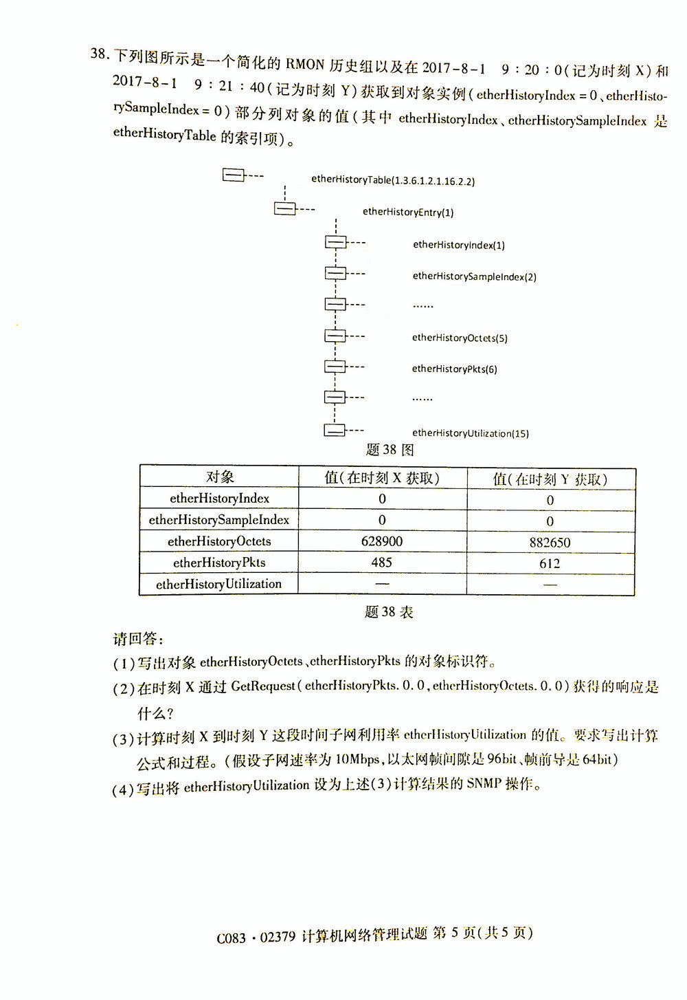 38. 下列图所示是一个简化的 RMON 历史组以及在 2017-8-1 9：20：0(记为时刻 X)和
2017-8-1 9：21：40(记为时刻 Y)获取到对象实例(etherHistoryIndex = 0、etherHisto-
rySampleIndex = 0)部分列对象的值(其中 etherHistoryIndex、etherHistorySampleIndex 是
etherHistoryTable 的索引项)。
etherHistoryTable(1.3.6.1.2.1.16.2.2)
etherHistoryEntry(1)
etherHistoryIndex(1)
etherHistorySampleIndex(2)
……
etherHistoryOctets(5)
etherHistoryPkts(6)
……
etherHistoryUtilization(15)
题 38 图
对象 值(在时刻 X 获取) 值(在时刻 Y 获取)
etherHistoryIndex 0 0
etherHistorySampleIndex 0 0
etherHistoryOctets 628900 882650
etherHistoryPkts 485 612
etherHistoryUtilization — —
题 38 表
请回答：
(1)写出对象 etherHistoryOctets、etherHistoryPkts 的对象标识符。
(2)在时刻 X 通过 GetRequest(etherHistoryPkts. 0. 0, etherHistoryOctets. 0. 0)获得的响应是
什么?
(3)计算时刻 X 到时刻 Y 这段时间子网利用率 etherHistoryUtilization 的值。要求写出计算
公式和过程。(假设子网速率为 10Mbps,以太网帧间隙是 96bit、帧前导是 64bit)
(4)写出将 etherHistoryUtilization 设为上述(3)计算结果的 SNMP 操作。
C083・02379 计算机网络管理试题 第 5 页(共 5 页)